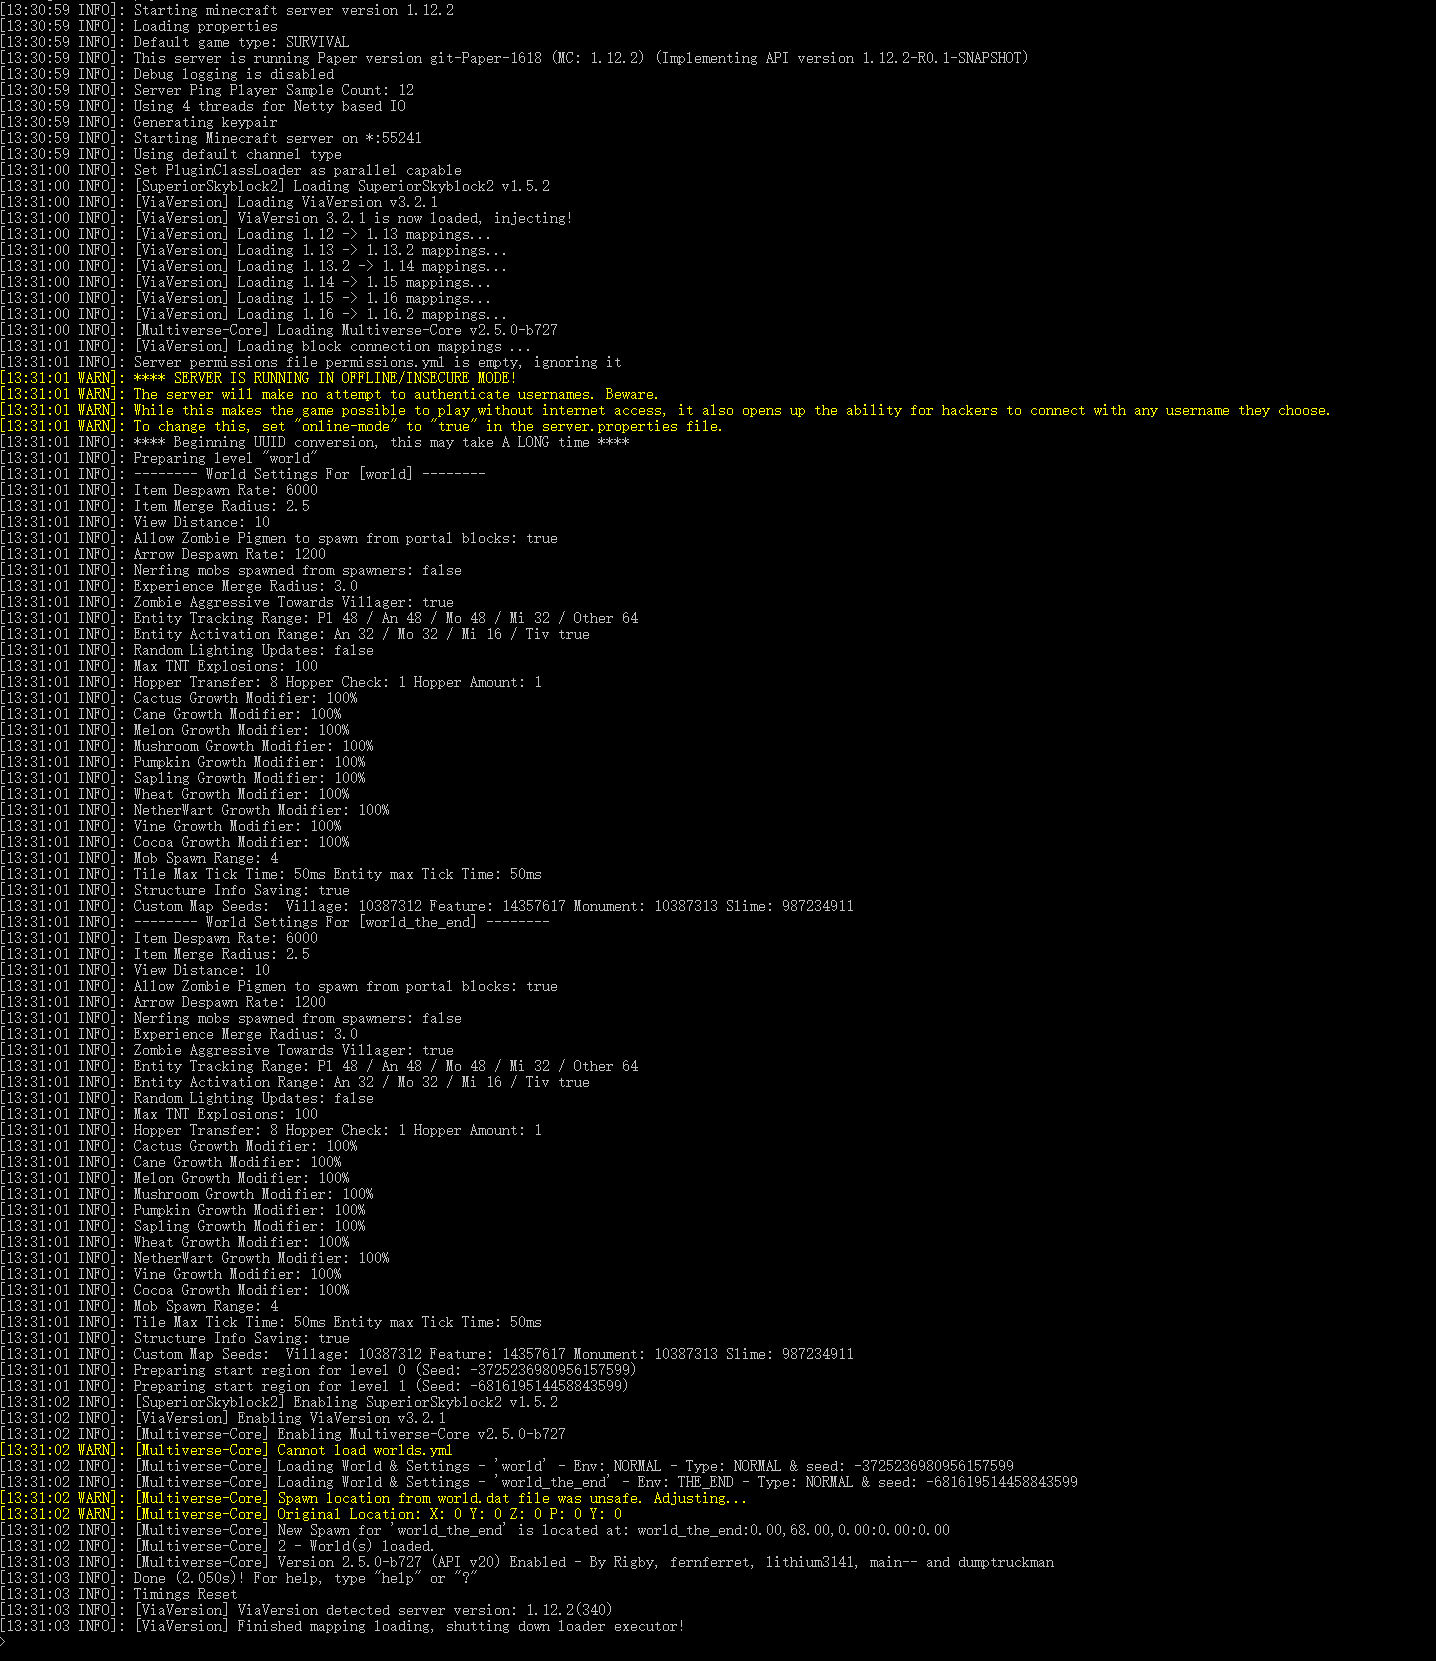 [13:30:59 INFO]: Starting minecraft server version 1.12.2
[13:30:59 INFO]: Loading properties
[13:30:59 INFO]: Default game type: SURVIVAL
[13:30:59 INFO]: This server is running Paper version git-Paper-1618 (MC: 1.12.2) (Implementing API version 1.12.2-R0.1-SNAPSHOT)
[13:30:59 INFO]: Debug logging is disabled
[13:30:59 INFO]: Server Ping Player Sample Count: 12
[13:30:59 INFO]: Using 4 threads for Netty based IO
[13:30:59 INFO]: Generating keypair
[13:30:59 INFO]: Starting Minecraft server on *:55241
[13:30:59 INFO]: Using default channel type
[13:31:00 INFO]: Set PluginClassLoader as parallel capable
[13:31:00 INFO]: [SuperiorSkyblock2] Loading SuperiorSkyblock2 v1.5.2
[13:31:00 INFO]: [ViaVersion] Loading ViaVersion v3.2.1
[13:31:00 INFO]: [ViaVersion] ViaVersion 3.2.1 is now loaded, injecting!
[13:31:00 INFO]: [ViaVersion] Loading 1.12 -> 1.13 mappings...
[13:31:00 INFO]: [ViaVersion] Loading 1.13 -> 1.13.2 mappings...
[13:31:00 INFO]: [ViaVersion] Loading 1.13.2 -> 1.14 mappings...
[13:31:00 INFO]: [ViaVersion] Loading 1.14 -> 1.15 mappings...
[13:31:00 INFO]: [ViaVersion] Loading 1.15 -> 1.16 mappings...
[13:31:00 INFO]: [ViaVersion] Loading 1.16 -> 1.16.2 mappings...
[13:31:00 INFO]: [Multiverse-Core] Loading Multiverse-Core v2.5.0-b727
[13:31:01 INFO]: [ViaVersion] Loading block connection mappings ...
[13:31:01 INFO]: Server permissions file permissions.yml is empty, ignoring it
[13:31:01 WARN]: **** SERVER IS RUNNING IN OFFLINE/INSECURE MODE!
[13:31:01 WARN]: The server will make no attempt to authenticate usernames. Beware.
[13:31:01 WARN]: While this makes the game possible to play without internet access, it also opens up the ability for hackers to connect with any username they choose.
[13:31:01 WARN]: To change this, set "online-mode" to "true" in the server.properties file.
[13:31:01 INFO]: **** Beginning UUID conversion, this may take A LONG time ****
[13:31:01 INFO]: Preparing level "world"
[13:31:01 INFO]: -------- World Settings For [world] --------
[13:31:01 INFO]: Item Despawn Rate: 6000
[13:31:01 INFO]: Item Merge Radius: 2.5
[13:31:01 INFO]: View Distance: 10
[13:31:01 INFO]: Allow Zombie Pigmen to spawn from portal blocks: true
[13:31:01 INFO]: Arrow Despawn Rate: 1200
[13:31:01 INFO]: Nerfing mobs spawned from spawners: false
[13:31:01 INFO]: Experience Merge Radius: 3.0
[13:31:01 INFO]: Zombie Aggressive Towards Villager: true
[13:31:01 INFO]: Entity Tracking Range: Pl 48 / An 48 / Mo 48 / Mi 32 / Other 64
[13:31:01 INFO]: Entity Activation Range: An 32 / Mo 32 / Mi 16 / Tiv true
[13:31:01 INFO]: Random Lighting Updates: false
[13:31:01 INFO]: Max TNT Explosions: 100
[13:31:01 INFO]: Hopper Transfer: 8 Hopper Check: 1 Hopper Amount: 1
[13:31:01 INFO]: Cactus Growth Modifier: 100%
[13:31:01 INFO]: Cane Growth Modifier: 100%
[13:31:01 INFO]: Melon Growth Modifier: 100%
[13:31:01 INFO]: Mushroom Growth Modifier: 100%
[13:31:01 INFO]: Pumpkin Growth Modifier: 100%
[13:31:01 INFO]: Sapling Growth Modifier: 100%
[13:31:01 INFO]: Wheat Growth Modifier: 100%
[13:31:01 INFO]: NetherWart Growth Modifier: 100%
[13:31:01 INFO]: Vine Growth Modifier: 100%
[13:31:01 INFO]: Cocoa Growth Modifier: 100%
[13:31:01 INFO]: Mob Spawn Range: 4
[13:31:01 INFO]: Tile Max Tick Time: 50ms Entity max Tick Time: 50ms
[13:31:01 INFO]: Structure Info Saving: true
[13:31:01 INFO]: Custom Map Seeds:  Village: 10387312 Feature: 14357617 Monument: 10387313 Slime: 987234911
[13:31:01 INFO]: -------- World Settings For [world_the_end] --------
[13:31:01 INFO]: Item Despawn Rate: 6000
[13:31:01 INFO]: Item Merge Radius: 2.5
[13:31:01 INFO]: View Distance: 10
[13:31:01 INFO]: Allow Zombie Pigmen to spawn from portal blocks: true
[13:31:01 INFO]: Arrow Despawn Rate: 1200
[13:31:01 INFO]: Nerfing mobs spawned from spawners: false
[13:31:01 INFO]: Experience Merge Radius: 3.0
[13:31:01 INFO]: Zombie Aggressive Towards Villager: true
[13:31:01 INFO]: Entity Tracking Range: Pl 48 / An 48 / Mo 48 / Mi 32 / Other 64
[13:31:01 INFO]: Entity Activation Range: An 32 / Mo 32 / Mi 16 / Tiv true
[13:31:01 INFO]: Random Lighting Updates: false
[13:31:01 INFO]: Max TNT Explosions: 100
[13:31:01 INFO]: Hopper Transfer: 8 Hopper Check: 1 Hopper Amount: 1
[13:31:01 INFO]: Cactus Growth Modifier: 100%
[13:31:01 INFO]: Cane Growth Modifier: 100%
[13:31:01 INFO]: Melon Growth Modifier: 100%
[13:31:01 INFO]: Mushroom Growth Modifier: 100%
[13:31:01 INFO]: Pumpkin Growth Modifier: 100%
[13:31:01 INFO]: Sapling Growth Modifier: 100%
[13:31:01 INFO]: Wheat Growth Modifier: 100%
[13:31:01 INFO]: NetherWart Growth Modifier: 100%
[13:31:01 INFO]: Vine Growth Modifier: 100%
[13:31:01 INFO]: Cocoa Growth Modifier: 100%
[13:31:01 INFO]: Mob Spawn Range: 4
[13:31:01 INFO]: Tile Max Tick Time: 50ms Entity max Tick Time: 50ms
[13:31:01 INFO]: Structure Info Saving: true
[13:31:01 INFO]: Custom Map Seeds:  Village: 10387312 Feature: 14357617 Monument: 10387313 Slime: 987234911
[13:31:01 INFO]: Preparing start region for level 0 (Seed: -3725236980956157599)
[13:31:01 INFO]: Preparing start region for level 1 (Seed: -681619514458843599)
[13:31:02 INFO]: [SuperiorSkyblock2] Enabling SuperiorSkyblock2 v1.5.2
[13:31:02 INFO]: [ViaVersion] Enabling ViaVersion v3.2.1
[13:31:02 INFO]: [Multiverse-Core] Enabling Multiverse-Core v2.5.0-b727
[13:31:02 WARN]: [Multiverse-Core] Cannot load worlds.yml
[13:31:02 INFO]: [Multiverse-Core] Loading World & Settings - 'world' - Env: NORMAL - Type: NORMAL & seed: -3725236980956157599
[13:31:02 INFO]: [Multiverse-Core] Loading World & Settings - 'world_the_end' - Env: THE_END - Type: NORMAL & seed: -681619514458843599
[13:31:02 WARN]: [Multiverse-Core] Spawn location from world.dat file was unsafe. Adjusting...
[13:31:02 WARN]: [Multiverse-Core] Original Location: X: 0 Y: 0 Z: 0 P: 0 Y: 0
[13:31:02 INFO]: [Multiverse-Core] New Spawn for 'world_the_end' is located at: world_the_end:0.00,68.00,0.00:0.00:0.00
[13:31:02 INFO]: [Multiverse-Core] 2 - World(s) loaded.
[13:31:02 INFO]: [Multiverse-Core] Version 2.5.0-b727 (API v20) Enabled - By Rigby, fernferret, lithium3141, main-- and dumptruckman
[13:31:03 INFO]: Done (2.050s)! For help, type "help" or "?"
[13:31:03 INFO]: Timings Reset
[13:31:03 INFO]: [ViaVersion] ViaVersion detected server version: 1.12.2(340)
[13:31:03 INFO]: [ViaVersion] Finished mapping loading, shutting down loader executor!
>